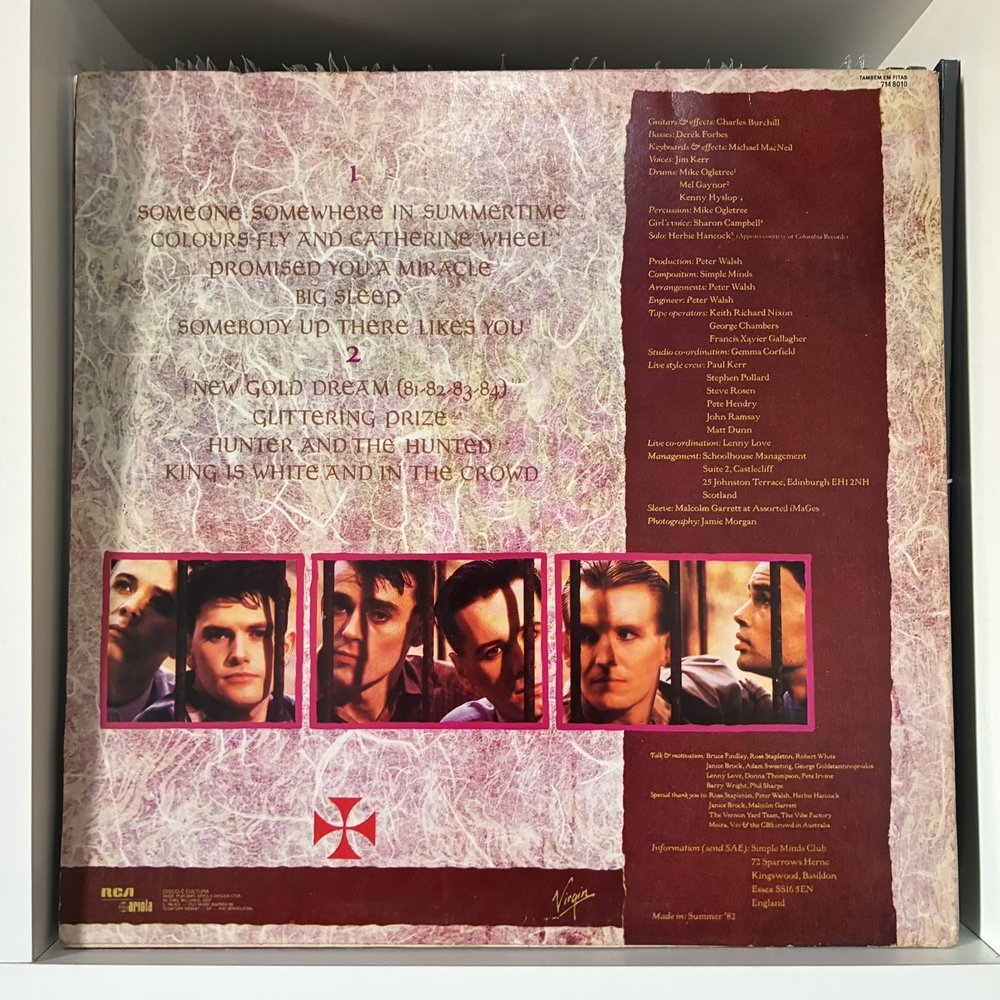 TAMBÉM EM FITAS
714 8010
1
SOMEONE SOMEWHERE IN SUMMERTIME
COLOURS FLY AND CATHERINE WHEEL
PROMISED YOU A MIRACLE
BIG SLEEP
SOMEBODY UP THERE LIKES YOU
2
NEW GOLD DREAM (81-82-83-84)
GLITTERING PRIZE
HUNTER AND THE HUNTED
KING IS WHITE AND IN THE CROWD
Guitars & effects: Charles Burchill
Basses: Derek Forbes
Keyboards & effects: Michael MacNeil
Voices: Jim Kerr
Drums: Mike Ogletree¹
Mel Gaynor²
Kenny Hyslop
Percussion: Mike Ogletree
Girl's voice: Sharon Campbell⁴
Solo: Herbie Hancock⁵ (Appears courtesy of Columbia Records)
Production: Peter Walsh
Composition: Simple Minds
Arrangements: Peter Walsh
Engineer: Peter Walsh
Tape operators: Keith Richard Nixon
George Chambers
Francis Xavier Gallagher
Studio co-ordination: Gemma Corfield
Live style crew: Paul Kerr
Stephen Pollard
Steve Rosen
Pete Hendry
John Ramsay
Matt Dunn
Live co-ordination: Lenny Love
Management: Schoolhouse Management
Suite 2, Castlecliff
25 Johnston Terrace, Edinburgh EH1 2NH
Scotland
Sleeve: Malcolm Garrett at Assorted iMaGes
Photography: Jamie Morgan
Talk & motivation: Bruce Findlay, Ross Stapleton, Robert White
Janice Brock, Adam Sweeting, George Goldstantinopoulos
Lenny Love, Donna Thompson, Pete Irvine
Barry Wright, Phil Sharpe
Special thank you to: Ross Stapleton, Peter Walsh, Herbie Hancock
Janice Brock, Malcolm Garrett
The Vernon Yard Team, The Vibe Factory
Moira, Viv & the CBS crowd in Australia.
Information (send SAE): Simple Minds Club
72 Sparrows Herne
Kingswood, Basildon
Essex SS16 5EN
England
Made in: Summer '82
RCA
Ariola
DISCO É CULTURA
Virgin